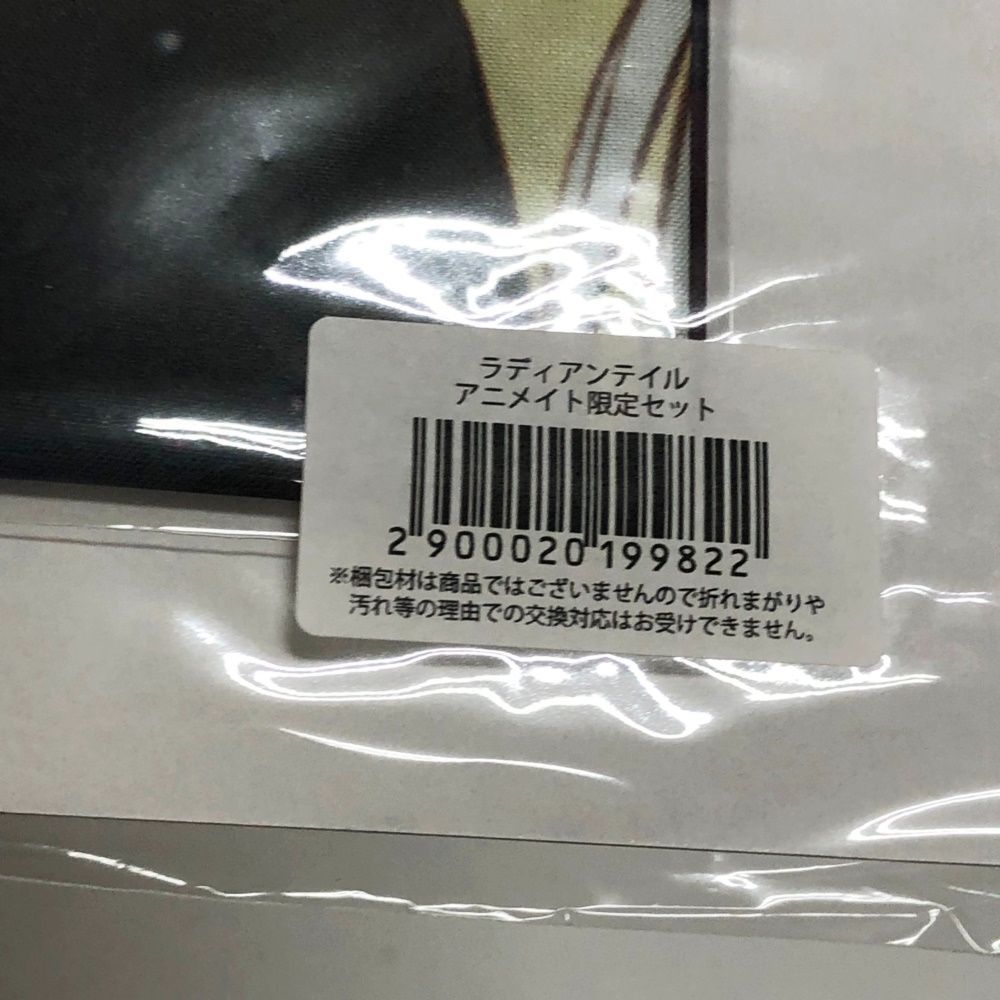 ラディアンテイル
アニメイト限定セット
2 900020 199822
※梱包材は商品ではございませんので折れまがりや
汚れ等の理由での交換対応はお受けできません。